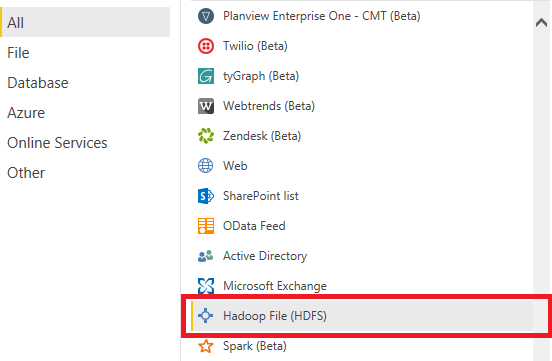 All
File
Database
Azure
Online Services
Other
Planview Enterprise One - CMT (Beta)
Twilio (Beta)
tyGraph (Beta)
Webtrends (Beta)
Zendesk (Beta)
Web
SharePoint list
OData Feed
Active Directory
Microsoft Exchange
Hadoop File (HDFS)
Spark (Beta)